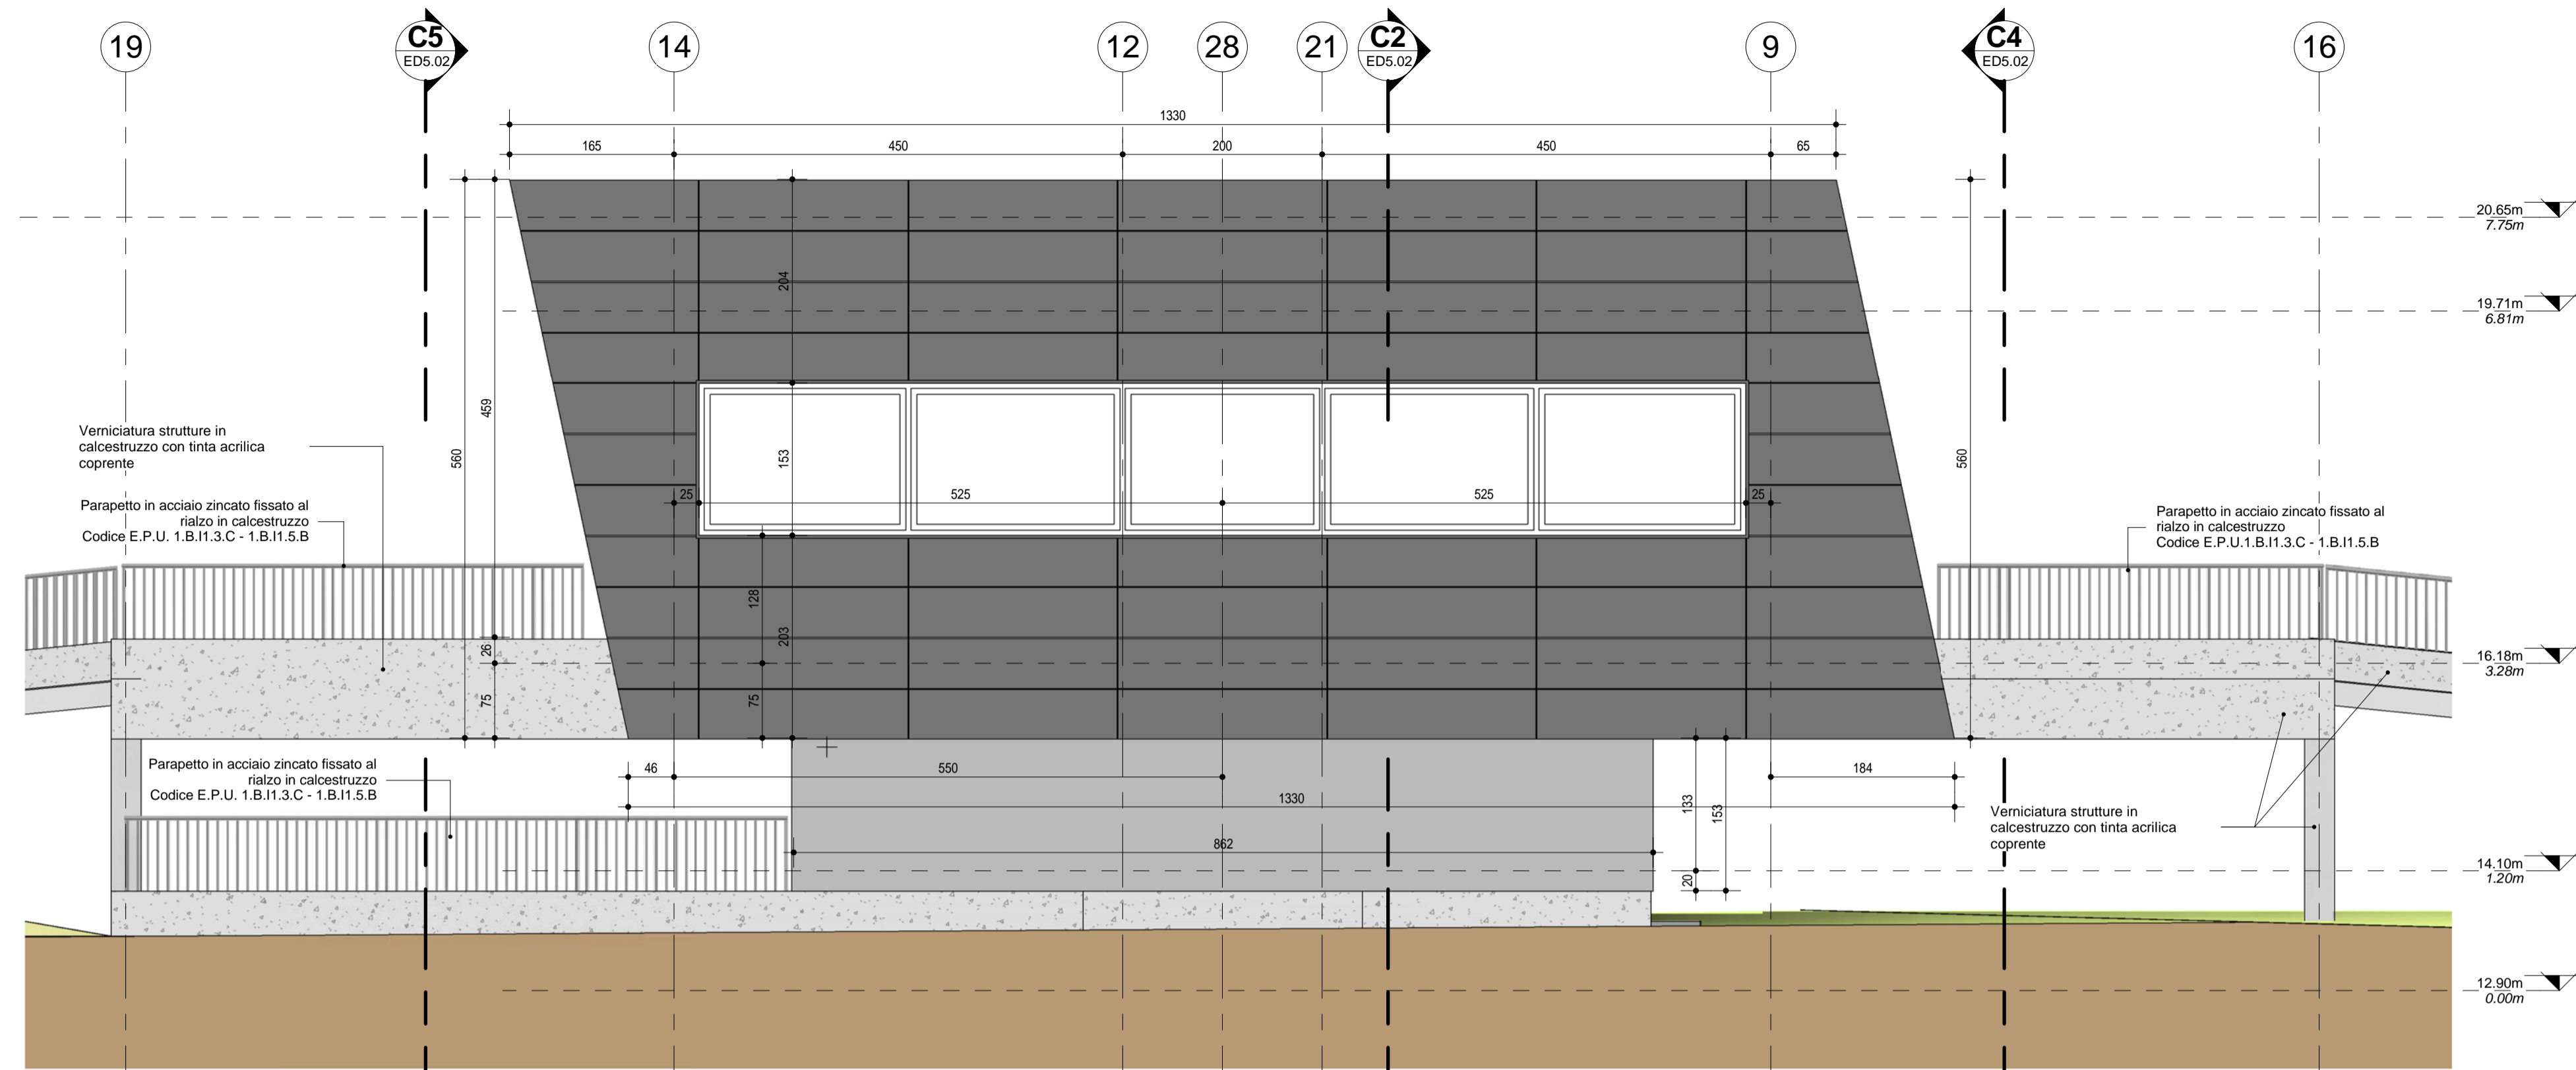 19
C5
ED5.02
14
12
28
21
C2
ED5.02
9
C4
ED5.02
16
1330
165
450
200
450
65
20.65m
7.75m
204
19.71m
6.81m
459
560
153
560
Verniciatura strutture in
calcestruzzo con tinta acrilica
coprente
25
525
525
25
Parapetto in acciaio zincato fissato al
rialzo in calcestruzzo
Codice E.P.U. 1.B.I1.3.C - 1.B.I1.5.B
Parapetto in acciaio zincato fissato al
rialzo in calcestruzzo
Codice E.P.U.1.B.I1.3.C - 1.B.I1.5.B
128
203
26
75
75
16.18m
3.28m
Parapetto in acciaio zincato fissato al
rialzo in calcestruzzo
Codice E.P.U. 1.B.I1.3.C - 1.B.I1.5.B
46
550
184
1330
133
153
Verniciatura strutture in
calcestruzzo con tinta acrilica
coprente
862
20
14.10m
1.20m
12.90m
0.00m